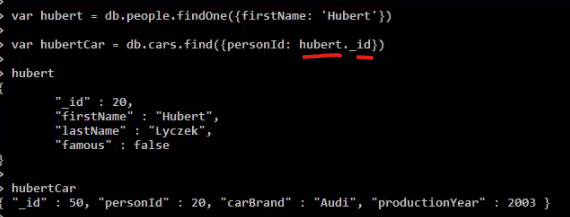 > var hubert = db.people.findOne({firstName: 'Hubert'})
>
> var hubertCar = db.cars.find({personId: hubert._id})
>
> hubert
{
"_id" : 20,
"firstName" : "Hubert",
"lastName" : "Lyczek",
"famous" : false
}
>
> hubertCar
{ "_id" : 50, "personId" : 20, "carBrand" : "Audi", "productionYear" : 2003 }